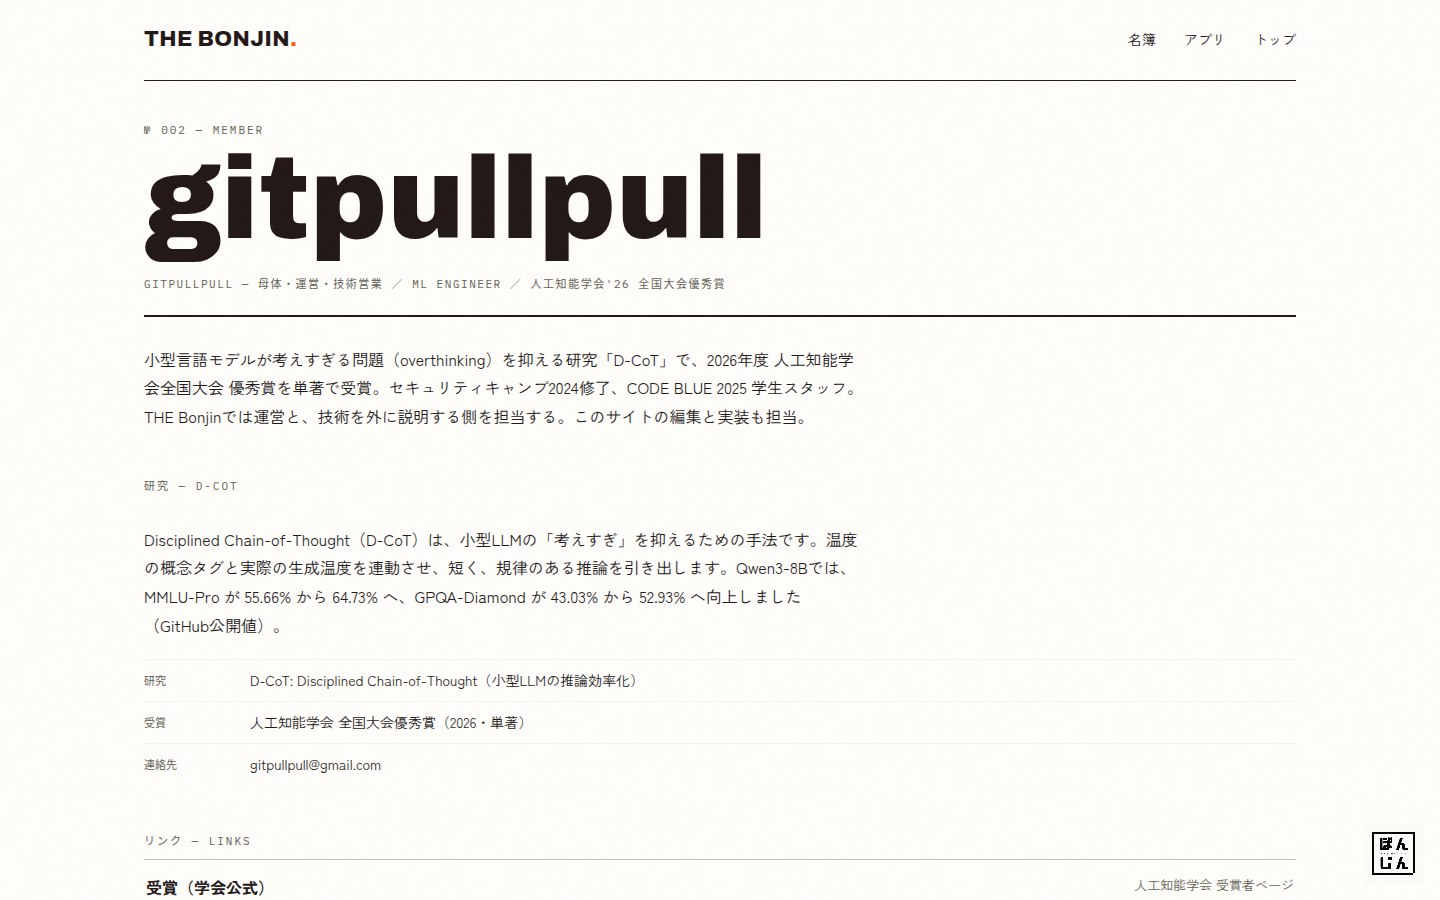 THE BONJIN.
名簿 アプリ トップ
№ 002 — MEMBER
gitpullpull
GITPULLPULL — 母体・運営・技術営業 ／ ML ENGINEER ／ 人工知能学会'26 全国大会優秀賞
小型言語モデルが考えすぎる問題（overthinking）を抑える研究「D-CoT」で、2026年度 人工知能学
会全国大会 優秀賞を単著で受賞。セキュリティキャンプ2024修了、CODE BLUE 2025 学生スタッフ。
THE Bonjinでは運営と、技術を外に説明する側を担当する。このサイトの編集と実装も担当。
研究 — D-COT
Disciplined Chain-of-Thought（D-CoT）は、小型LLMの「考えすぎ」を抑えるための手法です。温度
の概念タグと実際の生成温度を連動させ、短く、規律のある推論を引き出します。Qwen3-8Bでは、
MMLU-Pro が 55.66% から 64.73% へ、GPQA-Diamond が 43.03% から 52.93% へ向上しました
（GitHub公開値）。
研究 D-CoT: Disciplined Chain-of-Thought（小型LLMの推論効率化）
受賞 人工知能学会 全国大会優秀賞（2026・単著）
連絡先 gitpullpull@gmail.com
リンク — LINKS
受賞（学会公式） 人工知能学会 受賞者ページ
ぼん
じん